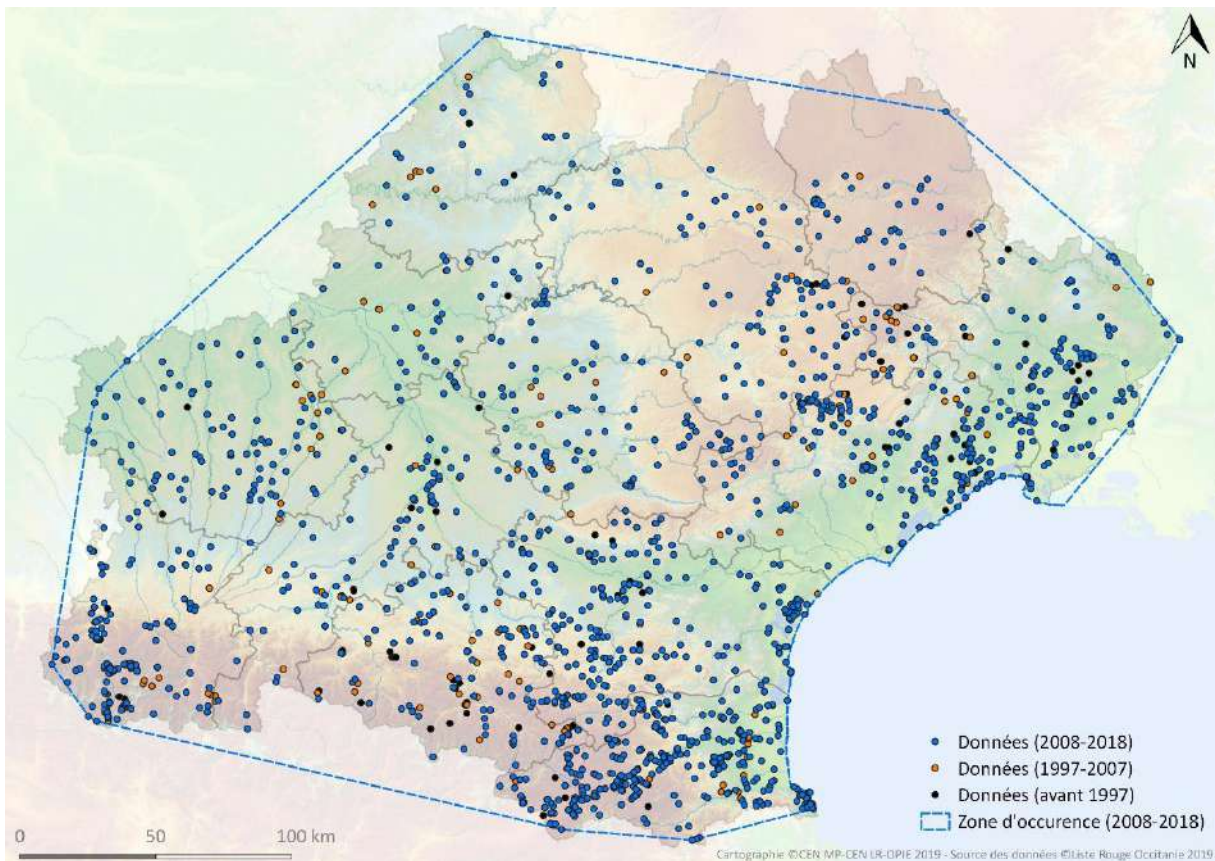 N
Données (2008-2018)
Données (1997-2007)
Données (avant 1997)
Zone d'occurence (2008-2018)
0 50 100 km
Cartographie ©CEN MP-CEN LR-OPIE 2019 - Source des données ©Liste Rouge Occitanie 2019